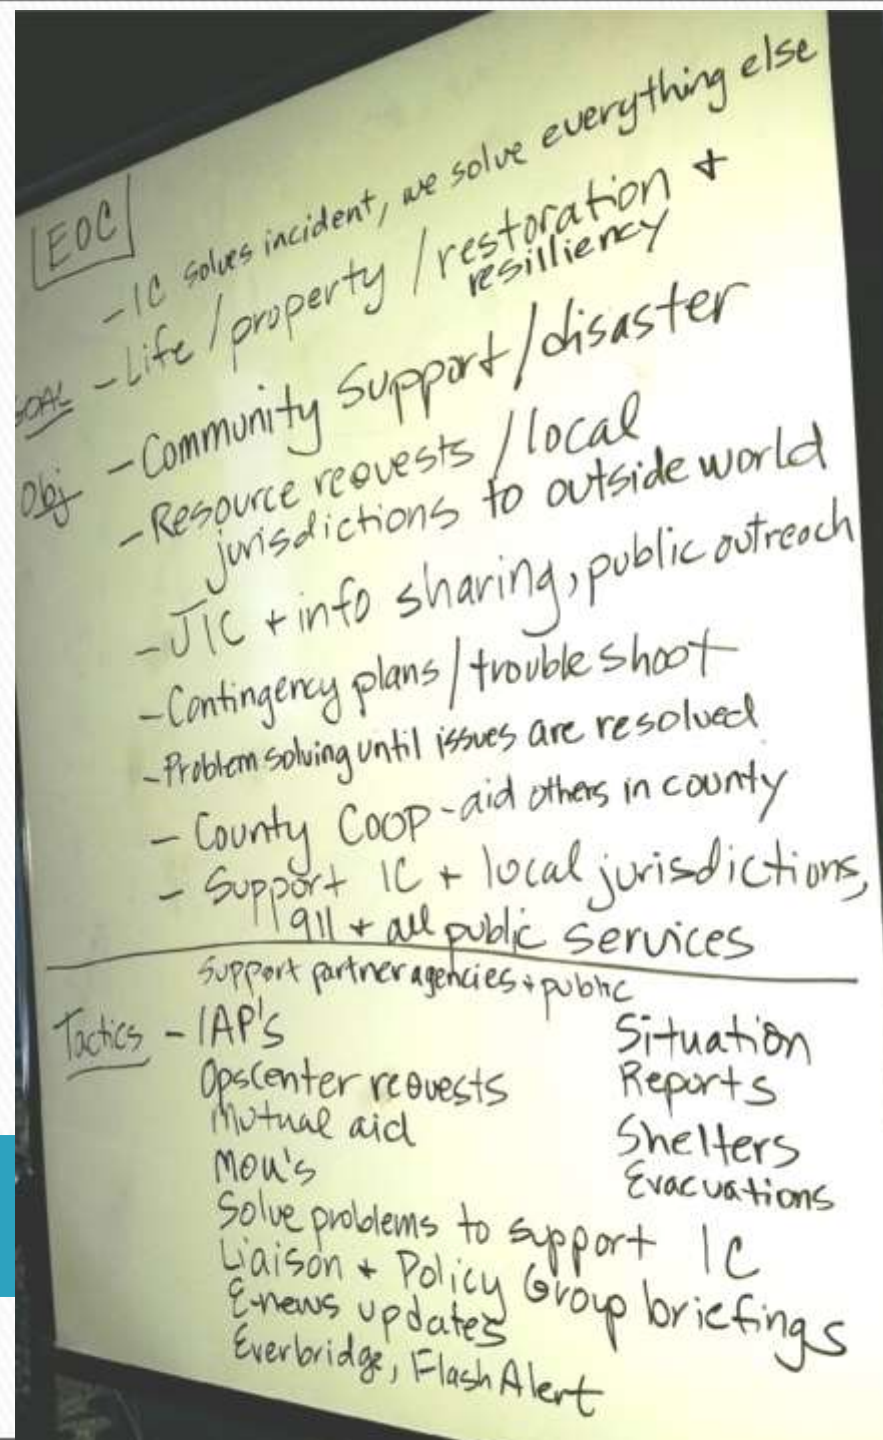 EOC
- IC solves incident, we solve everything else
GOAL - Life / property / restoration +
resilliency
Obj - Community Support / disaster
- Resource requests / local
jurisdictions to outside world
- JIC + info sharing, public outreach
- Contingency plans / trouble shoot
- Problem solving until issues are resolved
- County Coop - aid others in county
- Support IC + local jurisdictions,
911 + all public services
Support partner agencies + public
Tactics - IAP's
Opscenter requests
Mutual aid
MOU's
Situation
Reports
Shelters
Evacuations
Solve problems to support IC
Liaison + Policy Group briefings
E-news updates
Everbridge, FlashAlert